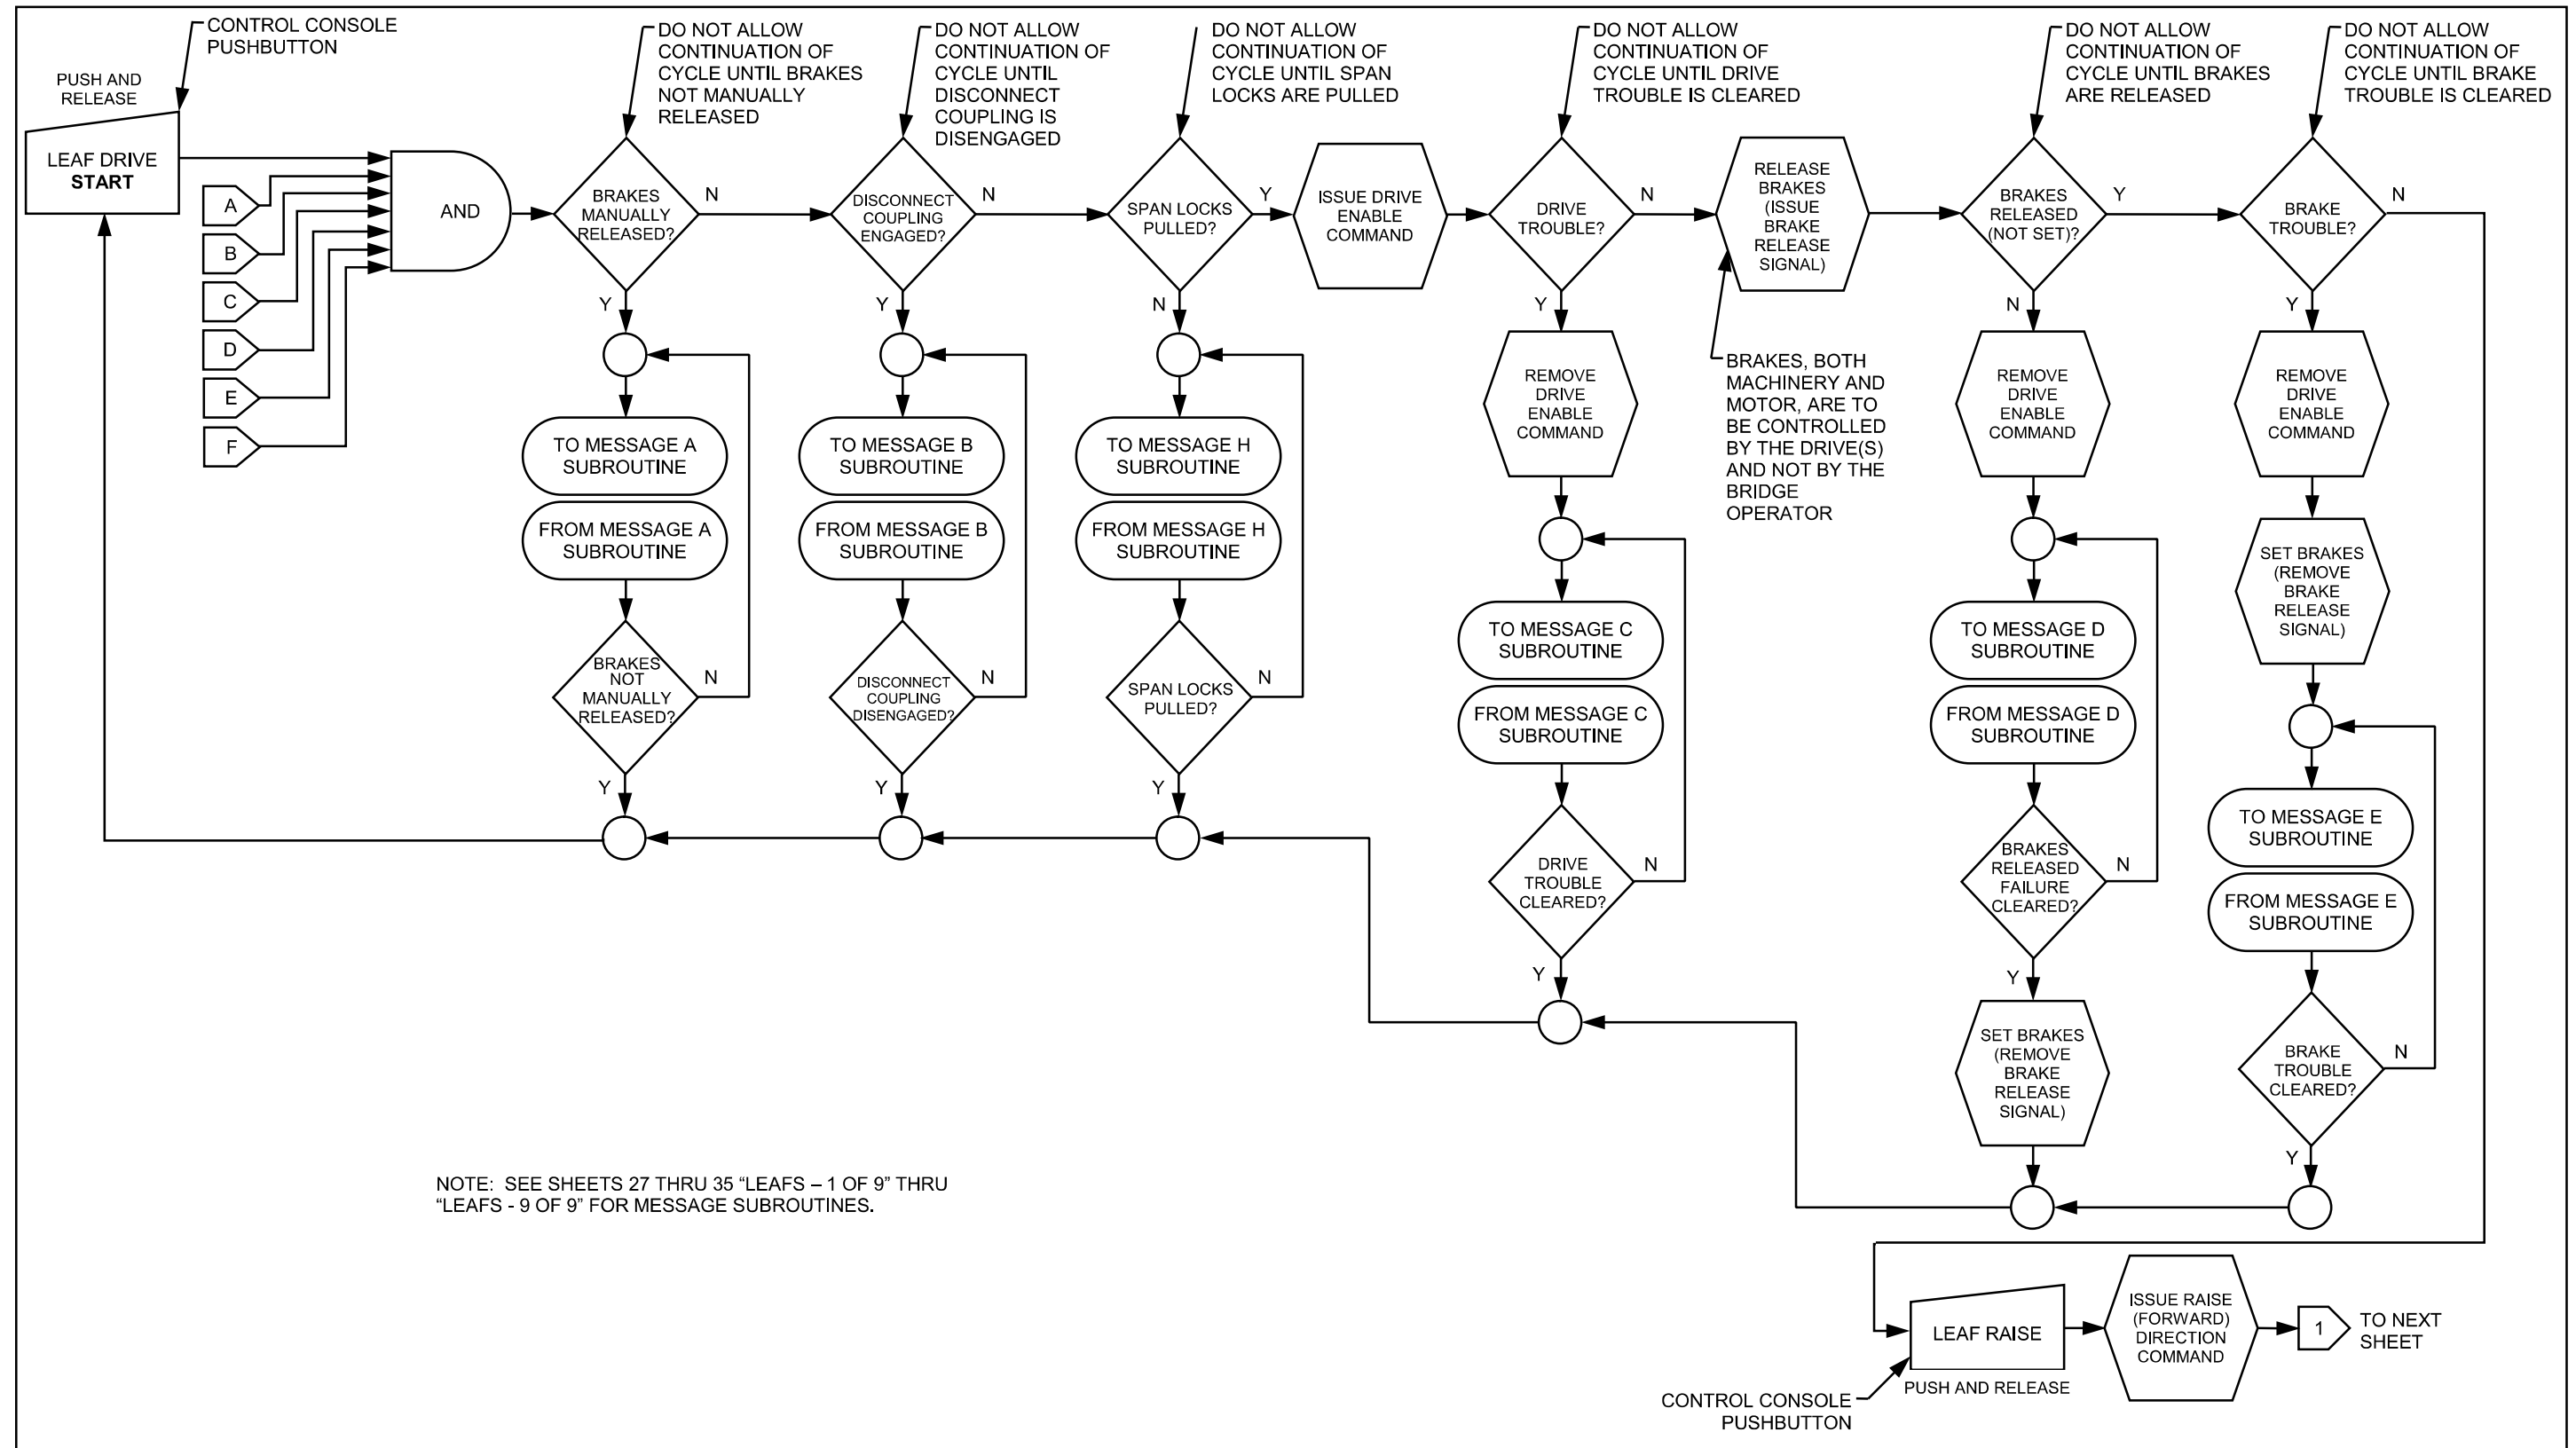 CONTROL CONSOLE
PUSHBUTTON
PUSH AND
RELEASE
LEAF DRIVE
START
A
B
C
D
E
F
AND
DO NOT ALLOW
CONTINUATION OF
CYCLE UNTIL BRAKES
NOT MANUALLY
RELEASED
BRAKES
MANUALLY
RELEASED?
N
Y
TO MESSAGE A
SUBROUTINE
FROM MESSAGE A
SUBROUTINE
BRAKES
NOT
MANUALLY
RELEASED?
N
Y
DO NOT ALLOW
CONTINUATION OF
CYCLE UNTIL
DISCONNECT
COUPLING IS
DISENGAGED
DISCONNECT
COUPLING
ENGAGED?
N
Y
TO MESSAGE B
SUBROUTINE
FROM MESSAGE B
SUBROUTINE
DISCONNECT
COUPLING
DISENGAGED?
N
Y
DO NOT ALLOW
CONTINUATION OF
CYCLE UNTIL SPAN
LOCKS ARE PULLED
SPAN LOCKS
PULLED?
Y
N
TO MESSAGE H
SUBROUTINE
FROM MESSAGE H
SUBROUTINE
SPAN LOCKS
PULLED?
N
Y
ISSUE DRIVE
ENABLE
COMMAND
DO NOT ALLOW
CONTINUATION OF
CYCLE UNTIL DRIVE
TROUBLE IS CLEARED
DRIVE
TROUBLE?
N
Y
REMOVE
DRIVE
ENABLE
COMMAND
TO MESSAGE C
SUBROUTINE
FROM MESSAGE C
SUBROUTINE
DRIVE
TROUBLE
CLEARED?
N
Y
RELEASE
BRAKES
(ISSUE
BRAKE
RELEASE
SIGNAL)
BRAKES, BOTH
MACHINERY AND
MOTOR, ARE TO
BE CONTROLLED
BY THE DRIVE(S)
AND NOT BY THE
BRIDGE
OPERATOR
DO NOT ALLOW
CONTINUATION OF
CYCLE UNTIL BRAKES
ARE RELEASED
BRAKES
RELEASED
(NOT SET)?
Y
N
REMOVE
DRIVE
ENABLE
COMMAND
TO MESSAGE D
SUBROUTINE
FROM MESSAGE D
SUBROUTINE
BRAKES
RELEASED
FAILURE
CLEARED?
N
Y
SET BRAKES
(REMOVE
BRAKE
RELEASE
SIGNAL)
DO NOT ALLOW
CONTINUATION OF
CYCLE UNTIL BRAKE
TROUBLE IS CLEARED
BRAKE
TROUBLE?
N
Y
REMOVE
DRIVE
ENABLE
COMMAND
SET BRAKES
(REMOVE
BRAKE
RELEASE
SIGNAL)
TO MESSAGE E
SUBROUTINE
FROM MESSAGE E
SUBROUTINE
BRAKE
TROUBLE
CLEARED?
N
Y
NOTE: SEE SHEETS 27 THRU 35 “LEAFS – 1 OF 9” THRU
“LEAFS - 9 OF 9” FOR MESSAGE SUBROUTINES.
LEAF RAISE
PUSH AND RELEASE
CONTROL CONSOLE
PUSHBUTTON
ISSUE RAISE
(FORWARD)
DIRECTION
COMMAND
1
TO NEXT
SHEET